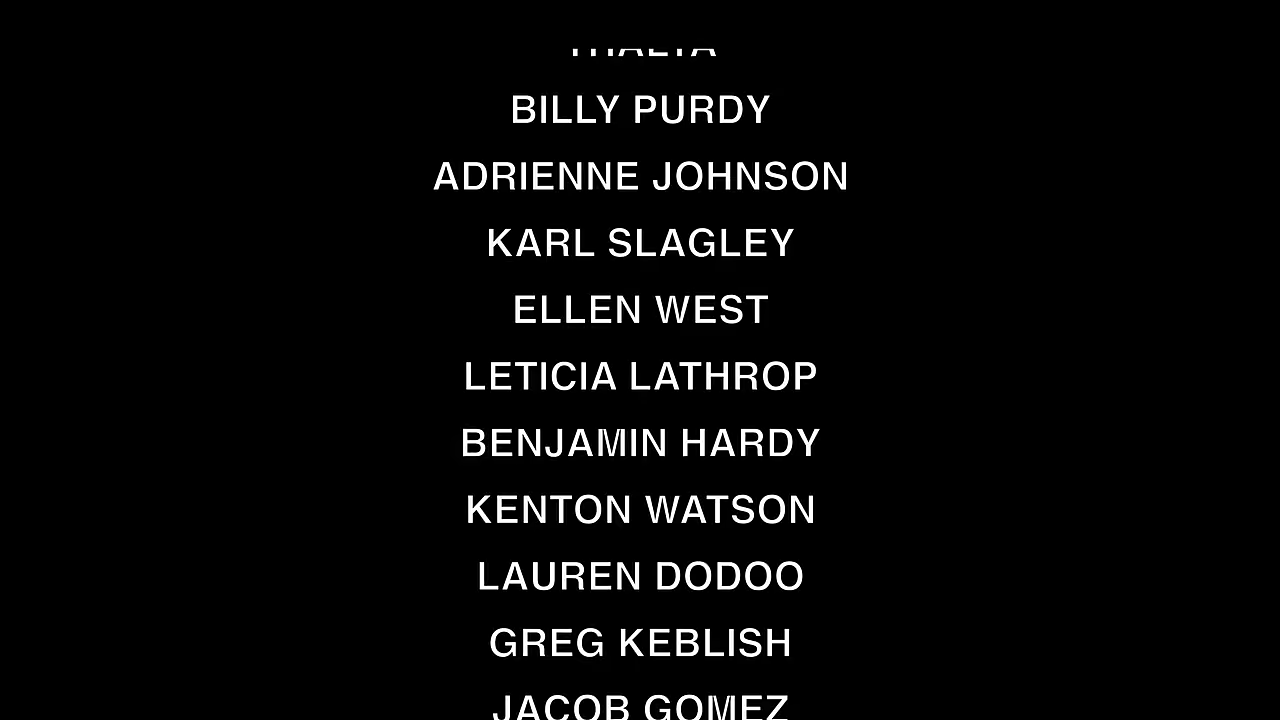 BILLY PURDY
ADRIENNE JOHNSON
KARL SLAGLEY
ELLEN WEST
LETICIA LATHROP
BENJAMIN HARDY
KENTON WATSON
LAUREN DODOO
GREG KEBLISH
JACOB GOMEZ